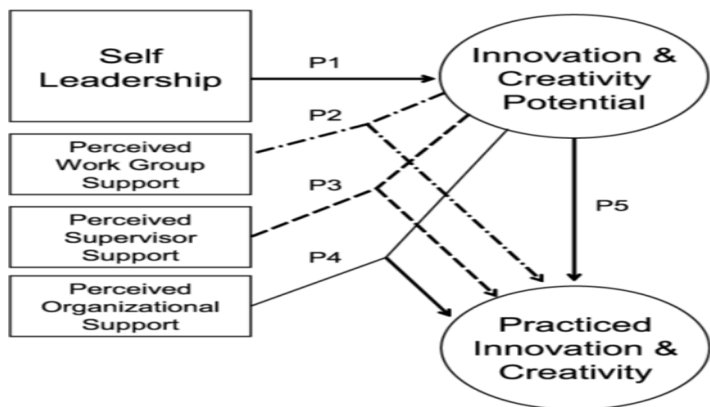 Self
Leadership
P1
Innovation &
Creativity
Potential
P2
Perceived
Work Group
Support
P3
Perceived
Supervisor
Support
P4
P5
Perceived
Organizational
Support
Practiced
Innovation &
Creativity